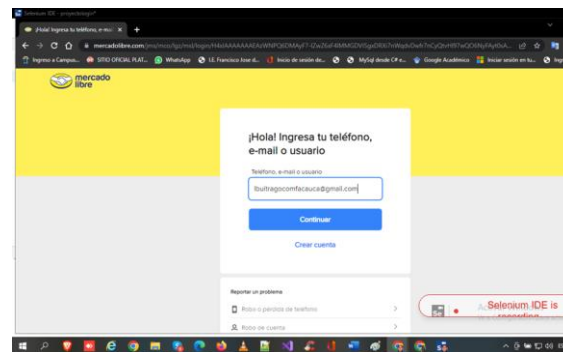 Selenium IDE - proyectologin*
¡Hola! Ingresa tu teléfono, e-mai
mercadolibre.com
Ingreso a Campus... SITIO OFICIAL PLAT... WhatsApp I.E. Francisco Jose d... Inicio de sesión de... MySql desde C# e... Google Académico Iniciar sesión en tu...
mercado
libre
¡Hola! Ingresa tu teléfono,
e-mail o usuario
Teléfono, e-mail o usuario
lbuitragocomfacauca@gmail.com
Continuar
Crear cuenta
Reportar un problema
Robo o pérdida de teléfono
Robo de cuenta
Selenium IDE is
recording